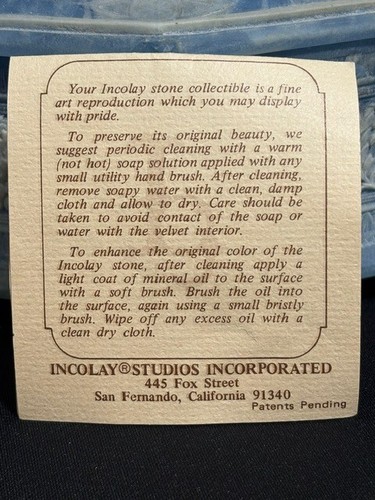 Your Incolay stone collectible is a fine
art reproduction which you may display
with pride.
To preserve its original beauty, we
suggest periodic cleaning with a warm
(not hot) soap solution applied with any
small utility hand brush. After cleaning,
remove soapy water with a clean, damp
cloth and allow to dry. Care should be
taken to avoid contact of the soap or
water with the velvet interior.
To enhance the original color of the
Incolay stone, after cleaning apply a
light coat of mineral oil to the surface
with a soft brush. Brush the oil into
the surface, again using a small bristly
brush. Wipe off any excess oil with a
clean dry cloth.
INCOLAY®STUDIOS INCORPORATED
445 Fox Street
San Fernando, California 91340
Patents Pending